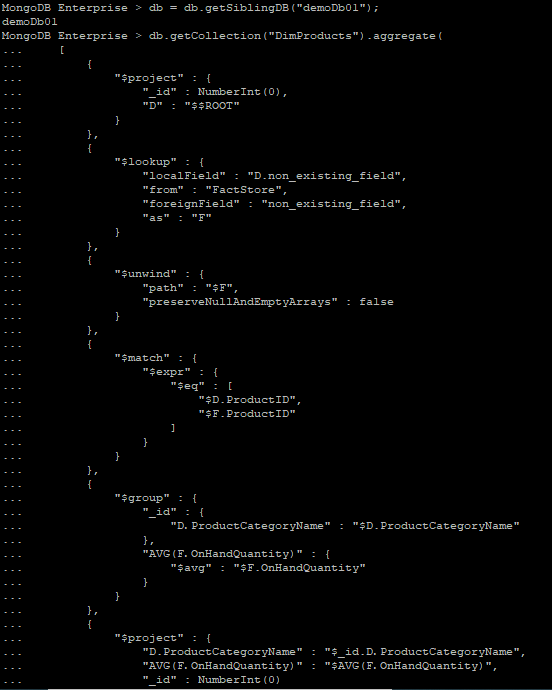 MongoDB Enterprise > db = db.getSiblingDB("demoDb01");
demoDb01
MongoDB Enterprise > db.getCollection("DimProducts").aggregate(
...     [
...         {
...             "$project" : {
...                 "_id" : NumberInt(0),
...                 "D" : "$$ROOT"
...             }
...         },
...         {
...             "$lookup" : {
...                 "localField" : "D.non_existing_field",
...                 "from" : "FactStore",
...                 "foreignField" : "non_existing_field",
...                 "as" : "F"
...             }
...         },
...         {
...             "$unwind" : {
...                 "path" : "$F",
...                 "preserveNullAndEmptyArrays" : false
...             }
...         },
...         {
...             "$match" : {
...                 "$expr" : {
...                     "$eq" : [
...                         "$D.ProductID",
...                         "$F.ProductID"
...                     ]
...                 }
...             }
...         },
...         {
...             "$group" : {
...                 "_id" : {
...                     "D.ProductCategoryName" : "$D.ProductCategoryName"
...                 },
...                 "AVG(F.OnHandQuantity)" : {
...                     "$avg" : "$F.OnHandQuantity"
...                 }
...             }
...         },
...         {
...             "$project" : {
...                 "D.ProductCategoryName" : "$_id.D.ProductCategoryName",
...                 "AVG(F.OnHandQuantity)" : "$AVG(F.OnHandQuantity)",
...                 "_id" : NumberInt(0)